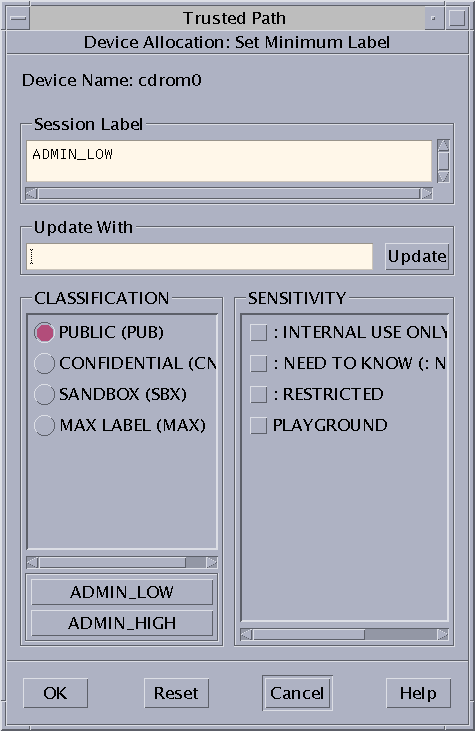 Trusted Path
Device Allocation: Set Minimum Label
Device Name: cdrom0
Session Label
ADMIN_LOW
Update With
Update
CLASSIFICATION
PUBLIC (PUB)
CONFIDENTIAL (CN
SANDBOX (SBX)
MAX LABEL (MAX)
ADMIN_LOW
ADMIN_HIGH
SENSITIVITY
: INTERNAL USE ONLY
: NEED TO KNOW (: N
: RESTRICTED
PLAYGROUND
OK
Reset
Cancel
Help